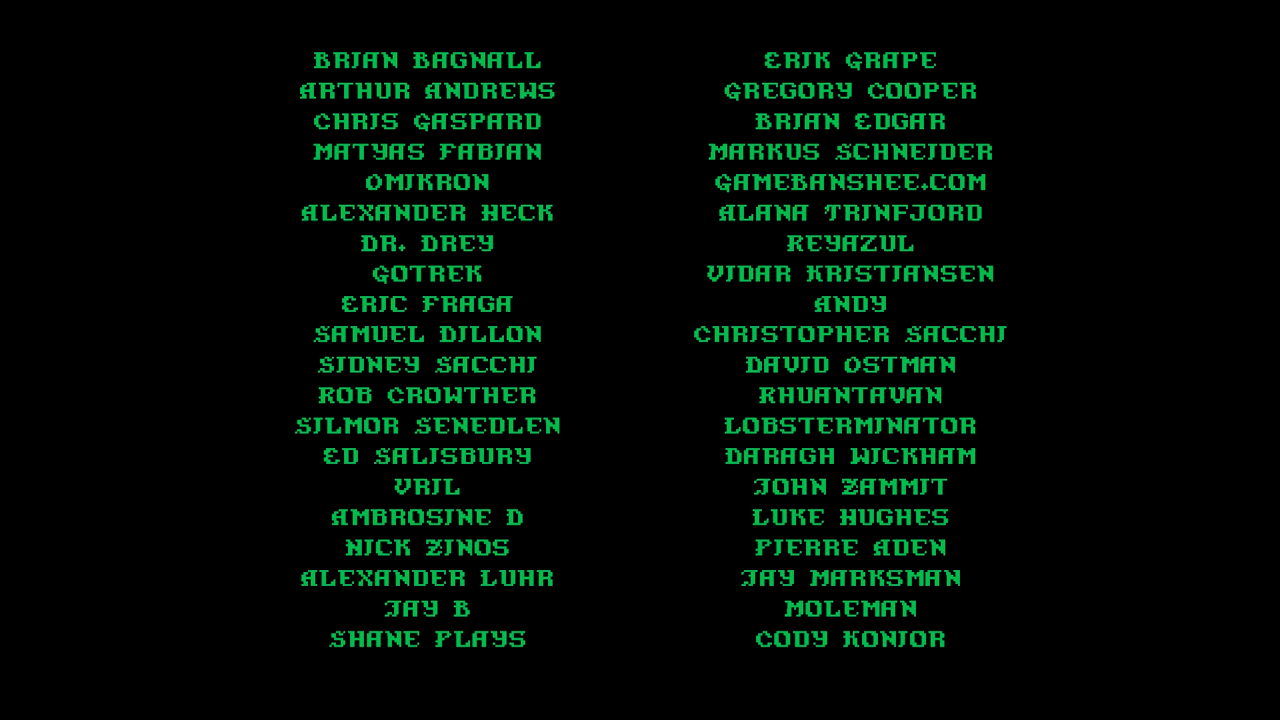 BRIAN BAGNALL
ARTHUR ANDREWS
CHRIS GASPARD
MATYAS FABIAN
OMIKRON
ALEXANDER HECK
DR. DREY
GOTREK
ERIC FRAGA
SAMUEL DILLON
SIDNEY SACCHI
ROB CROWTHER
SILMOR SENEDLEN
ED SALISBURY
VRIL
AMBROSINE D
NICK ZINOS
ALEXANDER LUHR
JAY B
SHANE PLAYS
ERIK GRAPE
GREGORY COOPER
BRIAN EDGAR
MARKUS SCHNEIDER
GAMEBANSHEE.COM
ALANA TRINFJORD
REYAZUL
VIDAR KRISTIANSEN
ANDY
CHRISTOPHER SACCHI
DAVID OSTMAN
RHUANTAVAN
LOBSTERMINATOR
DARAGH WICKHAM
JOHN ZAMMIT
LUKE HUGHES
PIERRE ADEN
JAY MARKSMAN
MOLEMAN
CODY KONIOR